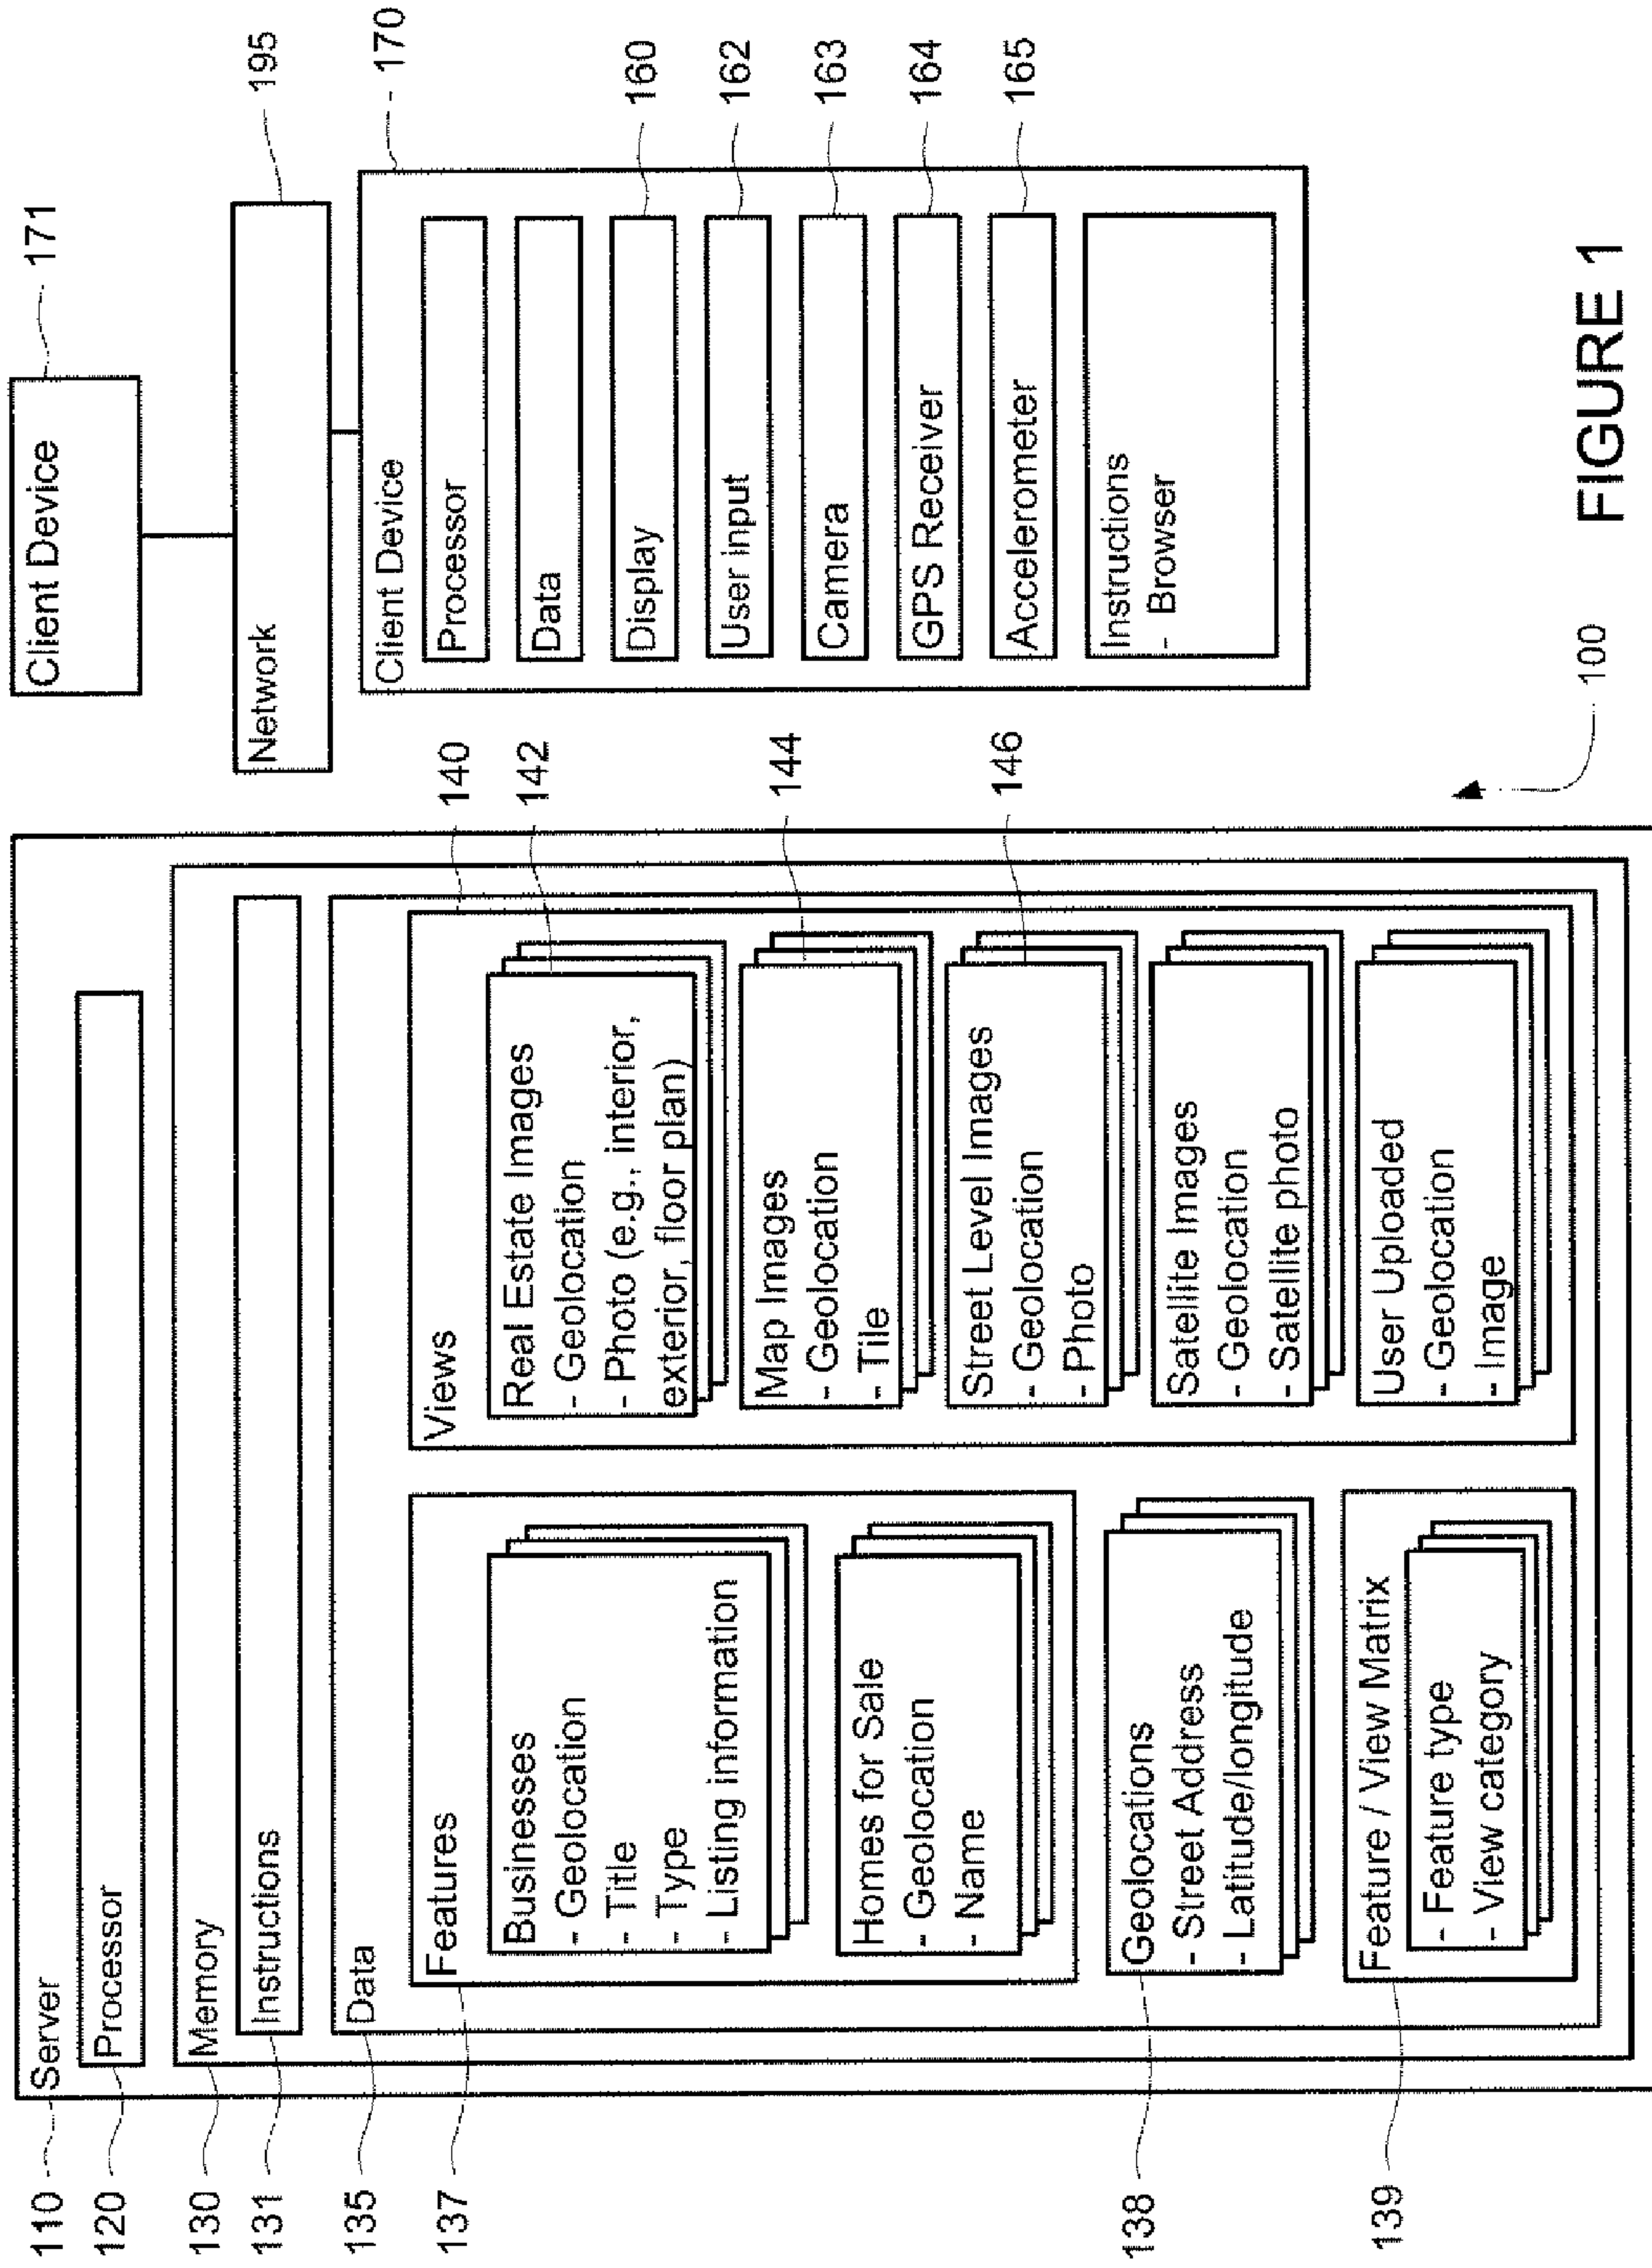 110
Server
120
Processor
130
Memory
131
Instructions
135
Data
137
Features
Businesses
- Geolocation
- Title
- Type
- Listing information
Homes for Sale
- Geolocation
- Name
138
Geolocations
- Street Address
- Latitude/longitude
139
Feature / View Matrix
- Feature type
- View category
Views
140
Real Estate Images
- Geolocation
- Photo (e.g., interior,
exterior, floor plan)
142
Map Images
- Geolocation
- Tile
144
Street Level Images
- Geolocation
- Photo
146
Satellite Images
- Geolocation
- Satellite photo
User Uploaded
- Geolocation
- Image
Client Device
171
Network
195
Client Device
170
Processor
Data
Display
160
User input
162
Camera
163
GPS Receiver
164
Accelerometer
165
Instructions
- Browser
100
FIGURE 1